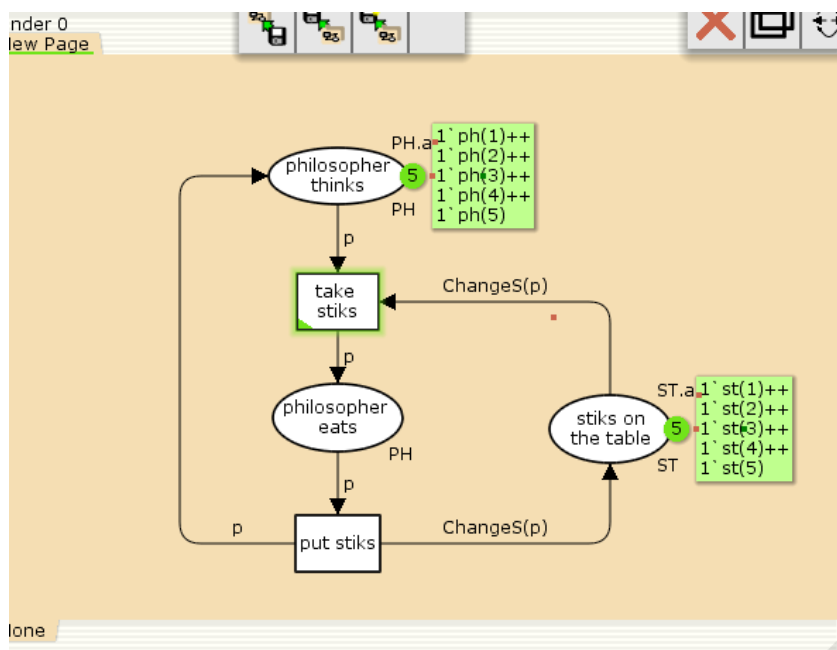 nder 0
lew Page
PH.a
1`ph(1)++
1`ph(2)++
1`ph(3)++
1`ph(4)++
1`ph(5)
philosopher
thinks
5
PH
p
take
stiks
ChangeS(p)
p
philosopher
eats
PH
ST.a
1`st(1)++
1`st(2)++
1`st(3)++
1`st(4)++
1`st(5)
stiks on
the table
5
ST
p
p
put stiks
ChangeS(p)
lone